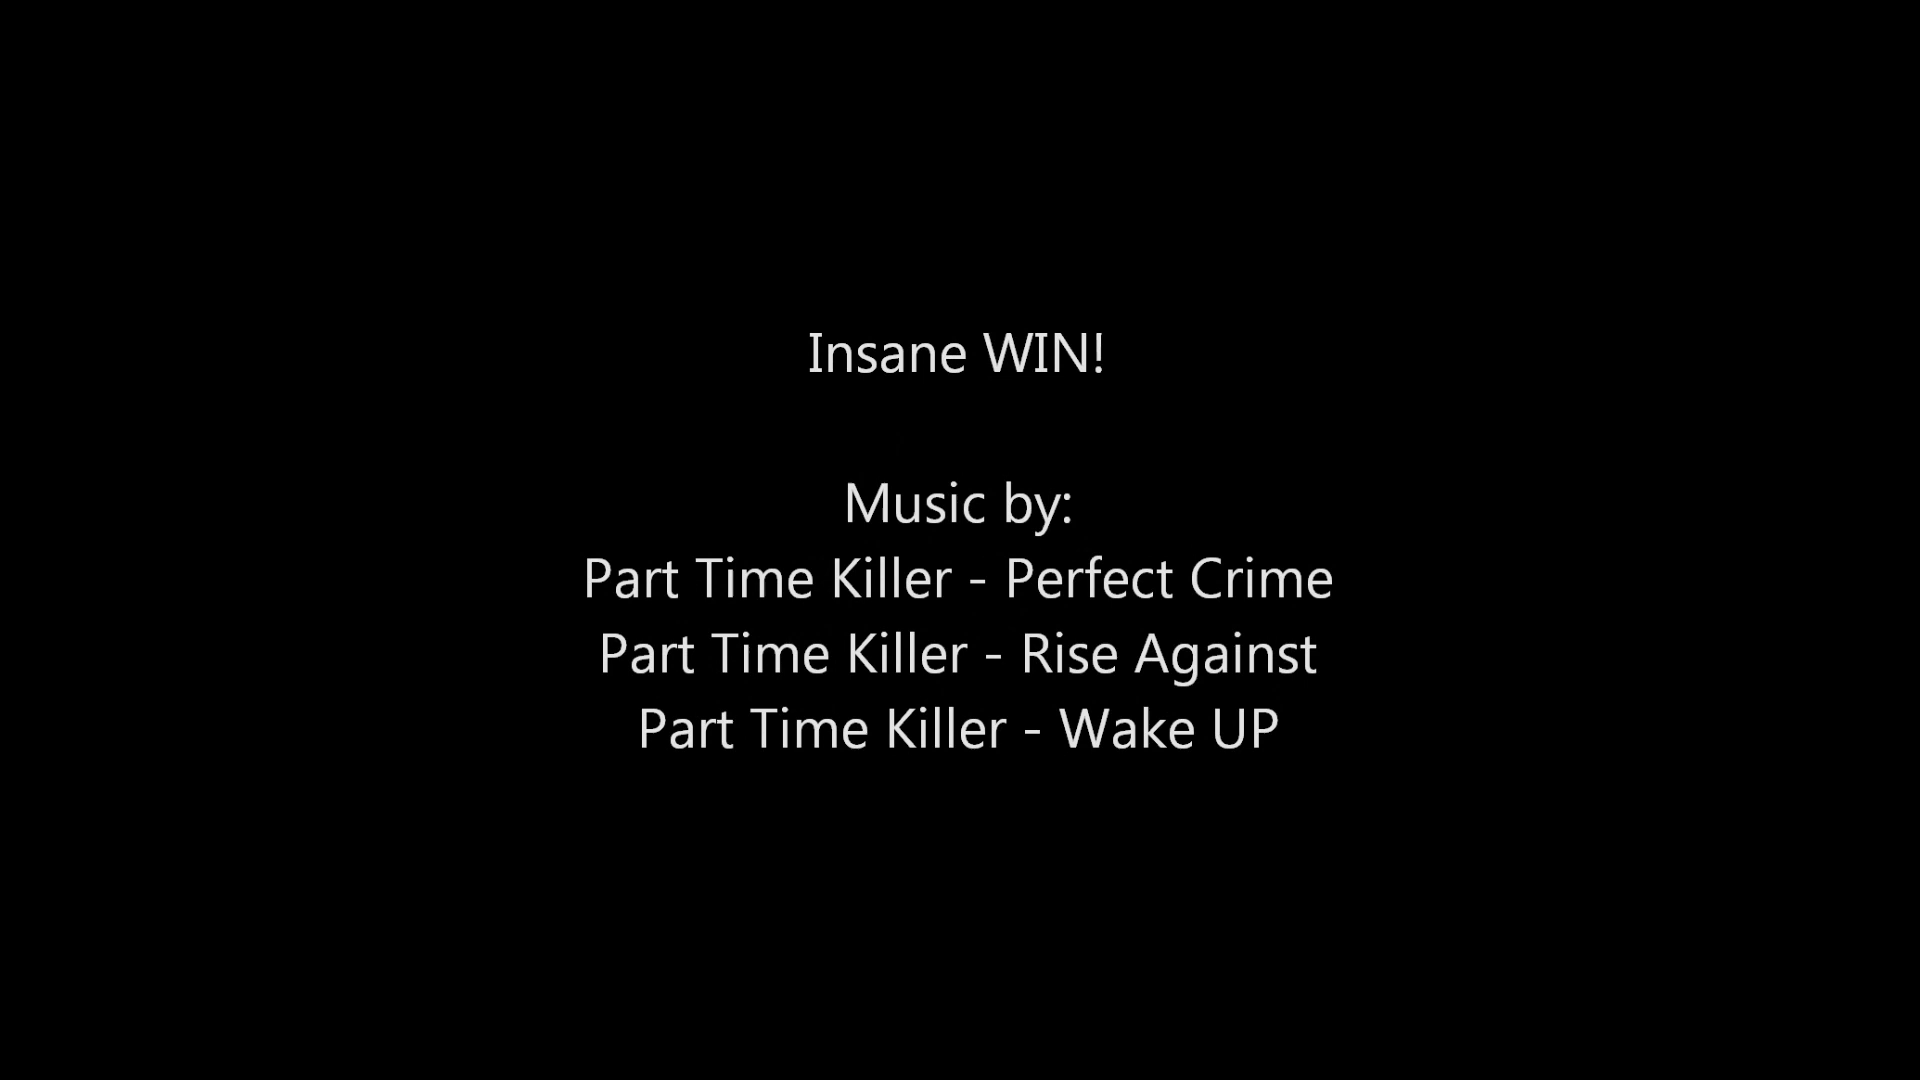 Insane WIN!
Music by:
Part Time Killer - Perfect Crime
Part Time Killer - Rise Against
Part Time Killer - Wake UP